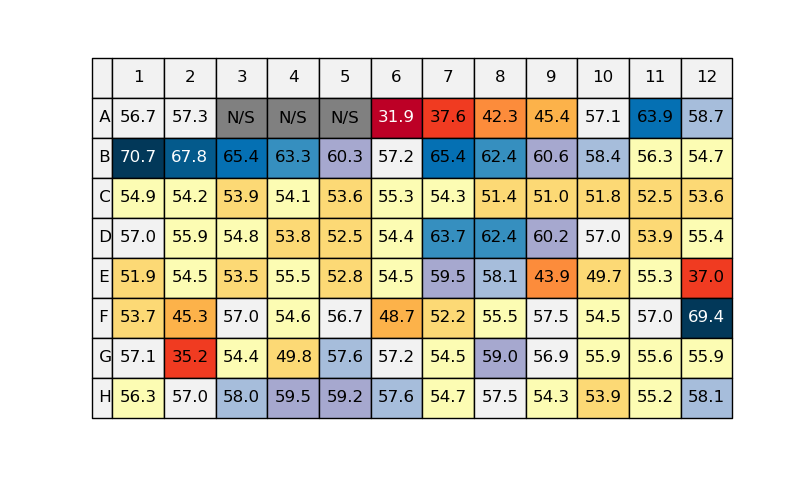 1 2 3 4 5 6 7 8 9 10 11 12
A 56.7 57.3 N/S N/S N/S 31.9 37.6 42.3 45.4 57.1 63.9 58.7
B 70.7 67.8 65.4 63.3 60.3 57.2 65.4 62.4 60.6 58.4 56.3 54.7
C 54.9 54.2 53.9 54.1 53.6 55.3 54.3 51.4 51.0 51.8 52.5 53.6
D 57.0 55.9 54.8 53.8 52.5 54.4 63.7 62.4 60.2 57.0 53.9 55.4
E 51.9 54.5 53.5 55.5 52.8 54.5 59.5 58.1 43.9 49.7 55.3 37.0
F 53.7 45.3 57.0 54.6 56.7 48.7 52.2 55.5 57.5 54.5 57.0 69.4
G 57.1 35.2 54.4 49.8 57.6 57.2 54.5 59.0 56.9 55.9 55.6 55.9
H 56.3 57.0 58.0 59.5 59.2 57.6 54.7 57.5 54.3 53.9 55.2 58.1